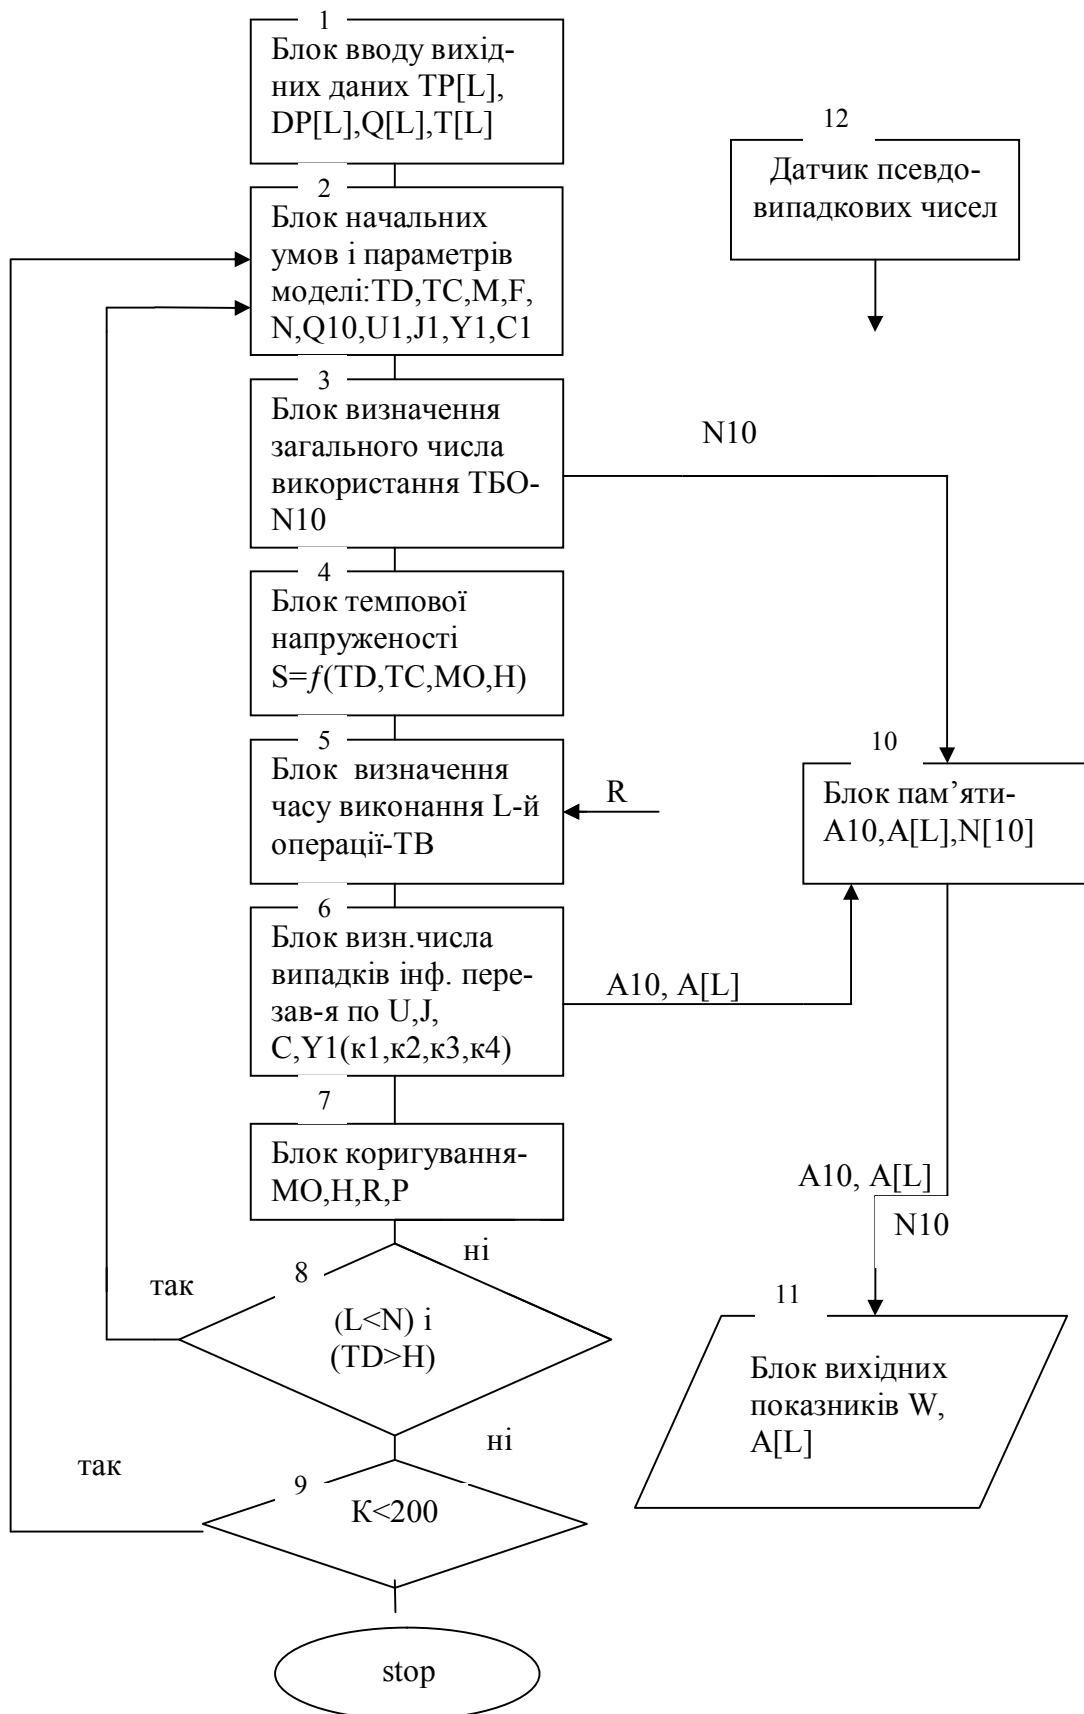 1
Блок вводу вихід-
них даних TP[L],
DP[L],Q[L],T[L]
12
Датчик псевдо-
випадкових чисел
2
Блок начальних
умов і параметрів
моделі:TD,TC,M,F,
N,Q10,U1,J1,Y1,C1
3
Блок визначення
загального числа
використання ТБО-
N10
N10
4
Блок темпової
напруженості
S=f(TD,TC,MO,H)
5
Блок визначення
часу виконання L-й
операції-ТВ
R
10
Блок пам’яти-
A10,A[L],N[10]
6
Блок визн.числа
випадків інф. пере-
зав-я по U,J,
C,Y1(к1,к2,к3,к4)
A10, A[L]
7
Блок коригування-
MO,H,R,P
A10, A[L]
N10
ні
так
8
(L<N) і
(TD>H)
11
Блок вихідних
показників W,
A[L]
ні
так
9
K<200
stop